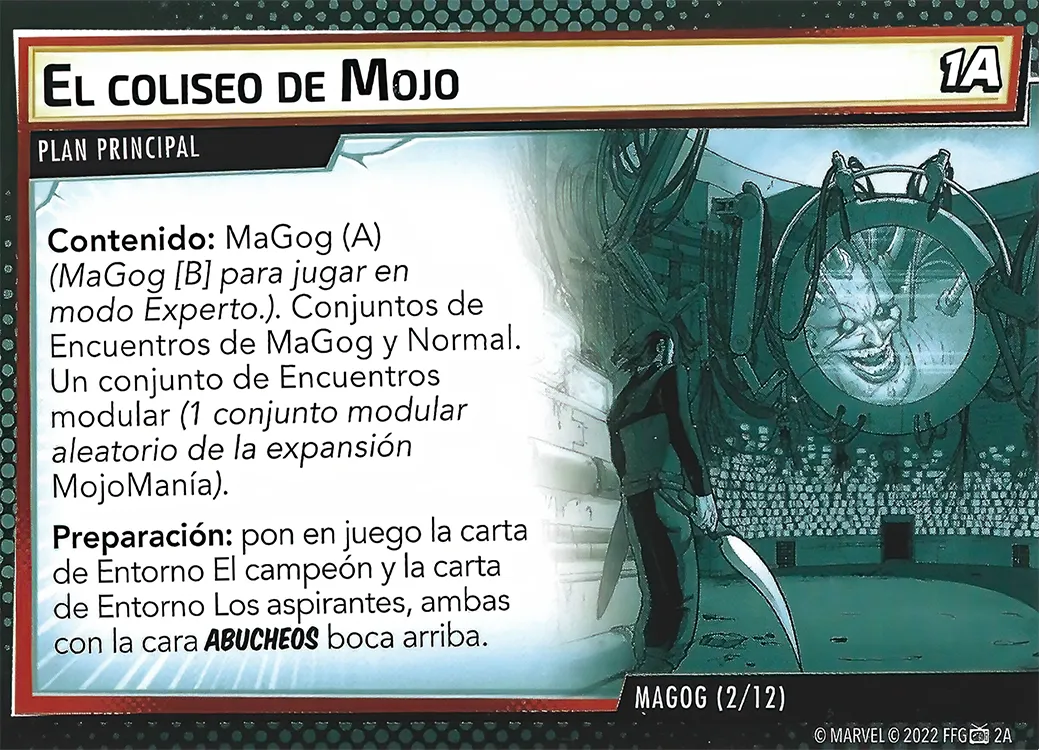 El coliseo de Mojo
1A
PLAN PRINCIPAL
Contenido: MaGog (A)
(MaGog [B] para jugar en
modo Experto.). Conjuntos de
Encuentros de MaGog y Normal.
Un conjunto de Encuentros
modular (1 conjunto modular
aleatorio de la expansión
MojoManía).
Preparación: pon en juego la carta
de Entorno El campeón y la carta
de Entorno Los aspirantes, ambas
con la cara ABUCHEOS boca arriba.
MAGOG (2/12)
© MARVEL © 2022 FFG 2A